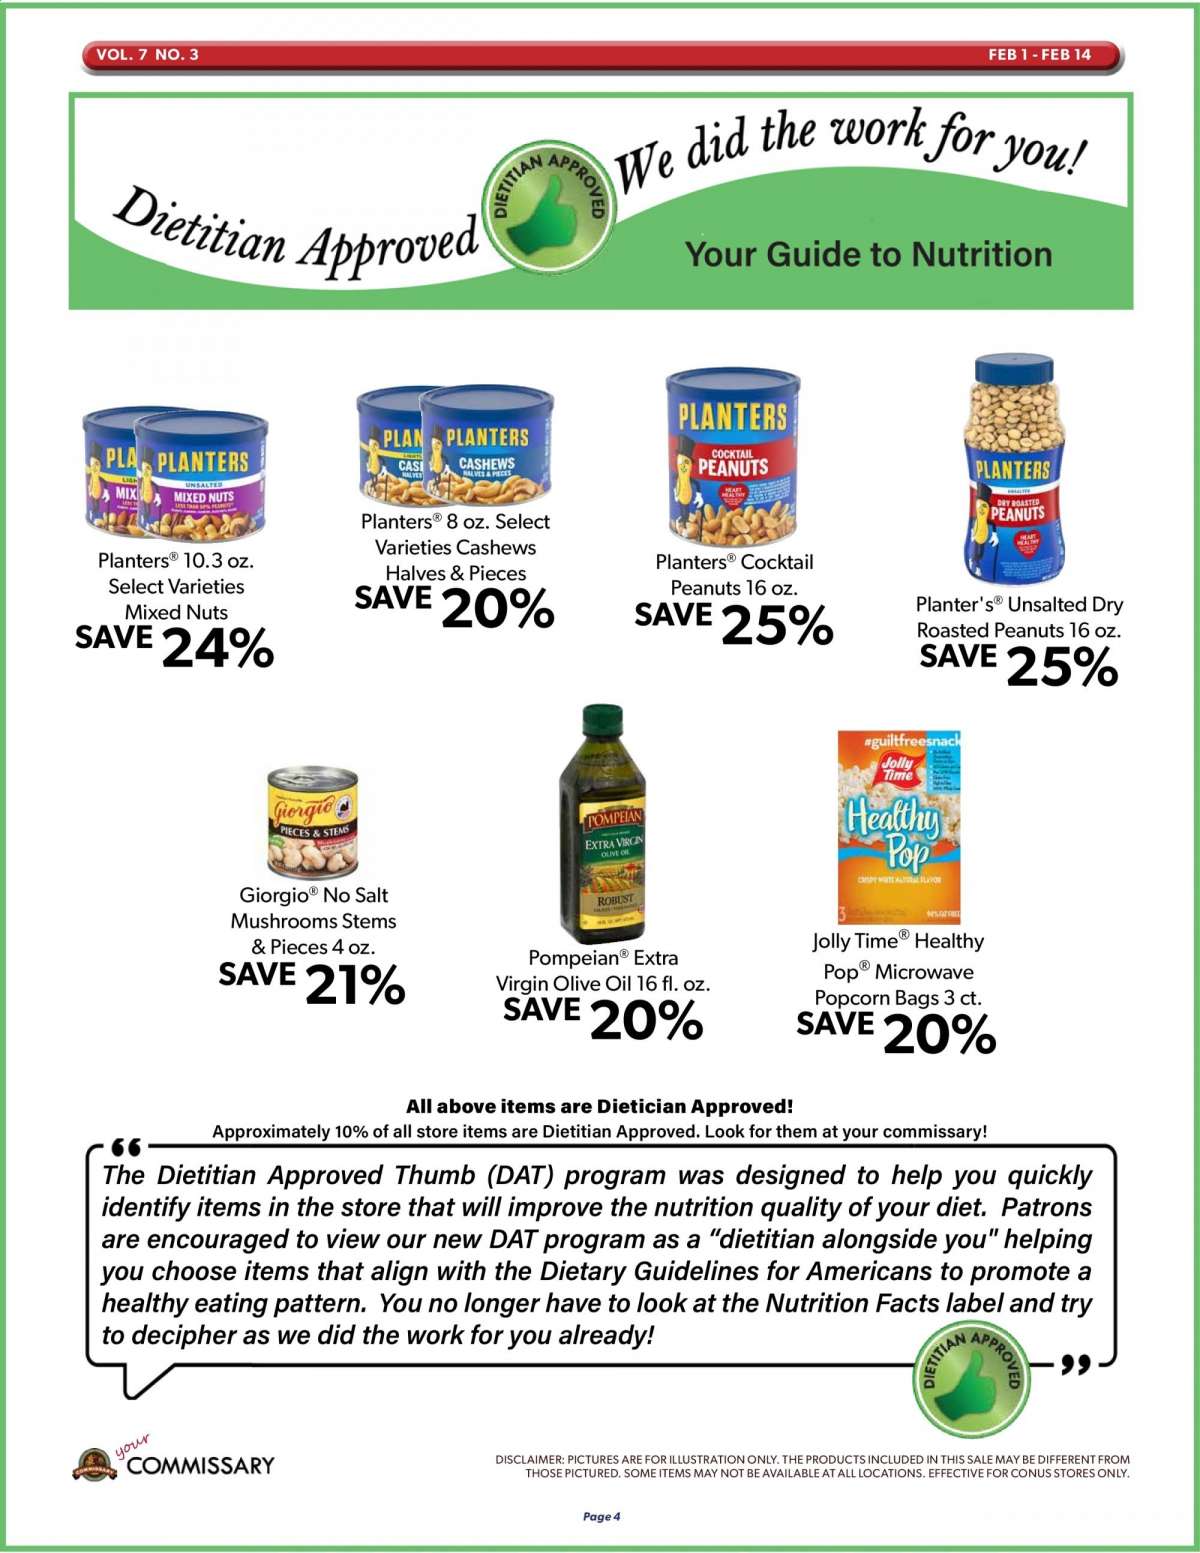 VOL. 7 NO. 3
FEB 1 - FEB 14
Dietitian Approved
DIETITIAN APPROVED
We did the work for you!
Your Guide to Nutrition
PLANTERS
UNSALTED
MIXED NUTS
LESS THAN 50% PEANUTS
Planters® 10.3 oz.
Select Varieties
Mixed Nuts
SAVE 24%
PLANTERS
CASHEWS
HALVES & PIECES
Planters® 8 oz. Select
Varieties Cashews
Halves & Pieces
SAVE 20%
PLANTERS
COCKTAIL
PEANUTS
HEART
HEALTHY
Planters® Cocktail
Peanuts 16 oz.
SAVE 25%
PLANTERS
UNSALTED
DRY ROASTED
PEANUTS
HEART
HEALTHY
Planter's® Unsalted Dry
Roasted Peanuts 16 oz.
SAVE 25%
Giorgio
PIECES & STEMS
Giorgio® No Salt
Mushrooms Stems
& Pieces 4 oz.
SAVE 21%
POMPEIAN
EXTRA VIRGIN
OLIVE OIL
ROBUST
Pompeian® Extra
Virgin Olive Oil 16 fl. oz.
SAVE 20%
#guiltfreesnack
Jolly
Time
Healthy
Pop
CRISPY WHITE NATURAL FLAVOR
3
Jolly Time® Healthy
Pop® Microwave
Popcorn Bags 3 ct.
SAVE 20%
All above items are Dietician Approved!
Approximately 10% of all store items are Dietitian Approved. Look for them at your commissary!
“
The Dietitian Approved Thumb (DAT) program was designed to help you quickly
identify items in the store that will improve the nutrition quality of your diet. Patrons
are encouraged to view our new DAT program as a “dietitian alongside you" helping
you choose items that align with the Dietary Guidelines for Americans to promote a
healthy eating pattern. You no longer have to look at the Nutrition Facts label and try
to decipher as we did the work for you already!
”
DIETITIAN APPROVED
your
COMMISSARY
DISCLAIMER: PICTURES ARE FOR ILLUSTRATION ONLY. THE PRODUCTS INCLUDED IN THIS SALE MAY BE DIFFERENT FROM
THOSE PICTURED. SOME ITEMS MAY NOT BE AVAILABLE AT ALL LOCATIONS. EFFECTIVE FOR CONUS STORES ONLY.
Page 4